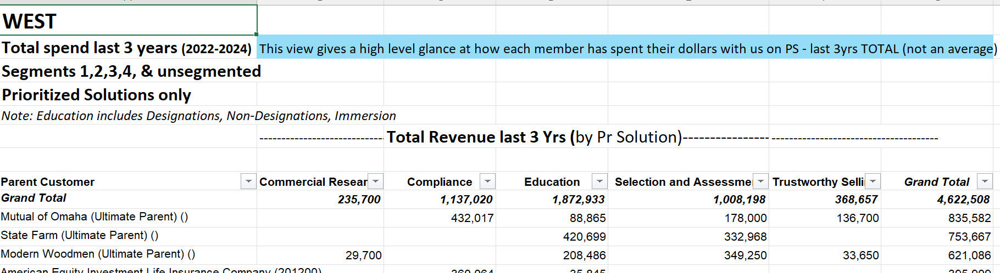 WEST
Total spend last 3 years (2022-2024) This view gives a high level glance at how each member has spent their dollars with us on PS - last 3yrs TOTAL (not an average)
Segments 1,2,3,4, & unsegmented
Prioritized Solutions only
Note: Education includes Designations, Non-Designations, Immersion
---------------------------- Total Revenue last 3 Yrs (by Pr Solution)---------------- --------------------------------------
Parent Customer Commercial Resear Compliance Education Selection and Assessme Trustworthy Selli Grand Total
Grand Total 235,700 1,137,020 1,872,933 1,008,198 368,657 4,622,508
Mutual of Omaha (Ultimate Parent) () 432,017 88,865 178,000 136,700 835,582
State Farm (Ultimate Parent) () 420,699 332,968 753,667
Modern Woodmen (Ultimate Parent) () 29,700 208,486 349,250 33,650 621,086
American Equity Investment Life Insurance Company (201200)